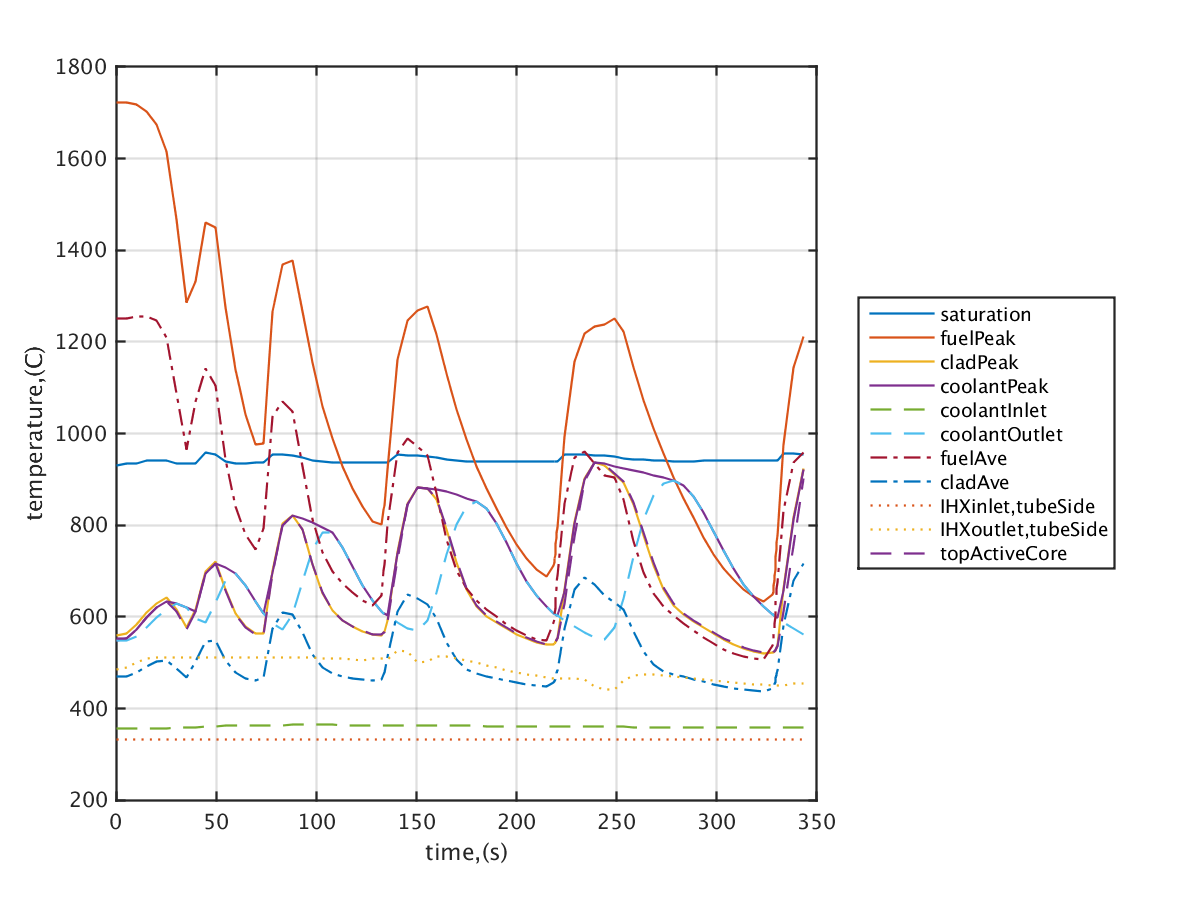 1800
1600
1400
1200
1000
800
600
400
200
temperature,(C)
0 50 100 150 200 250 300 350
time,(s)
saturation
fuelPeak
cladPeak
coolantPeak
coolantInlet
coolantOutlet
fuelAve
cladAve
IHXinlet,tubeSide
IHXoutlet,tubeSide
topActiveCore